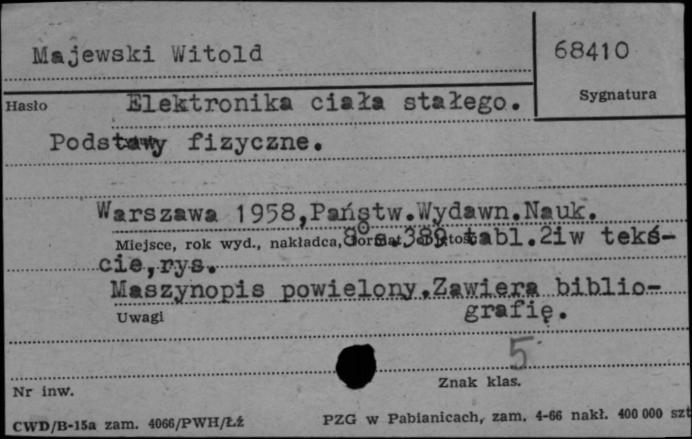 Majewski Witold
68410
Hasło
Sygnatura
Elektronika ciała stałego.
Podstawy fizyczne.
Warszawa 1958,Państw.Wydawn.Nauk.
Miejsce, rok wyd., nakładca, format, 8° s.389 tabl.2iw tekś-
cie,rys.
Maszynopis powielony.Zawiera biblio-
Uwagi
grafię.
5
Znak klas.
Nr inw.
CWD/B-15a zam. 4066/PWH/Łź
PZG w Pabianicach, zam. 4-66 nakł. 400 000 szt